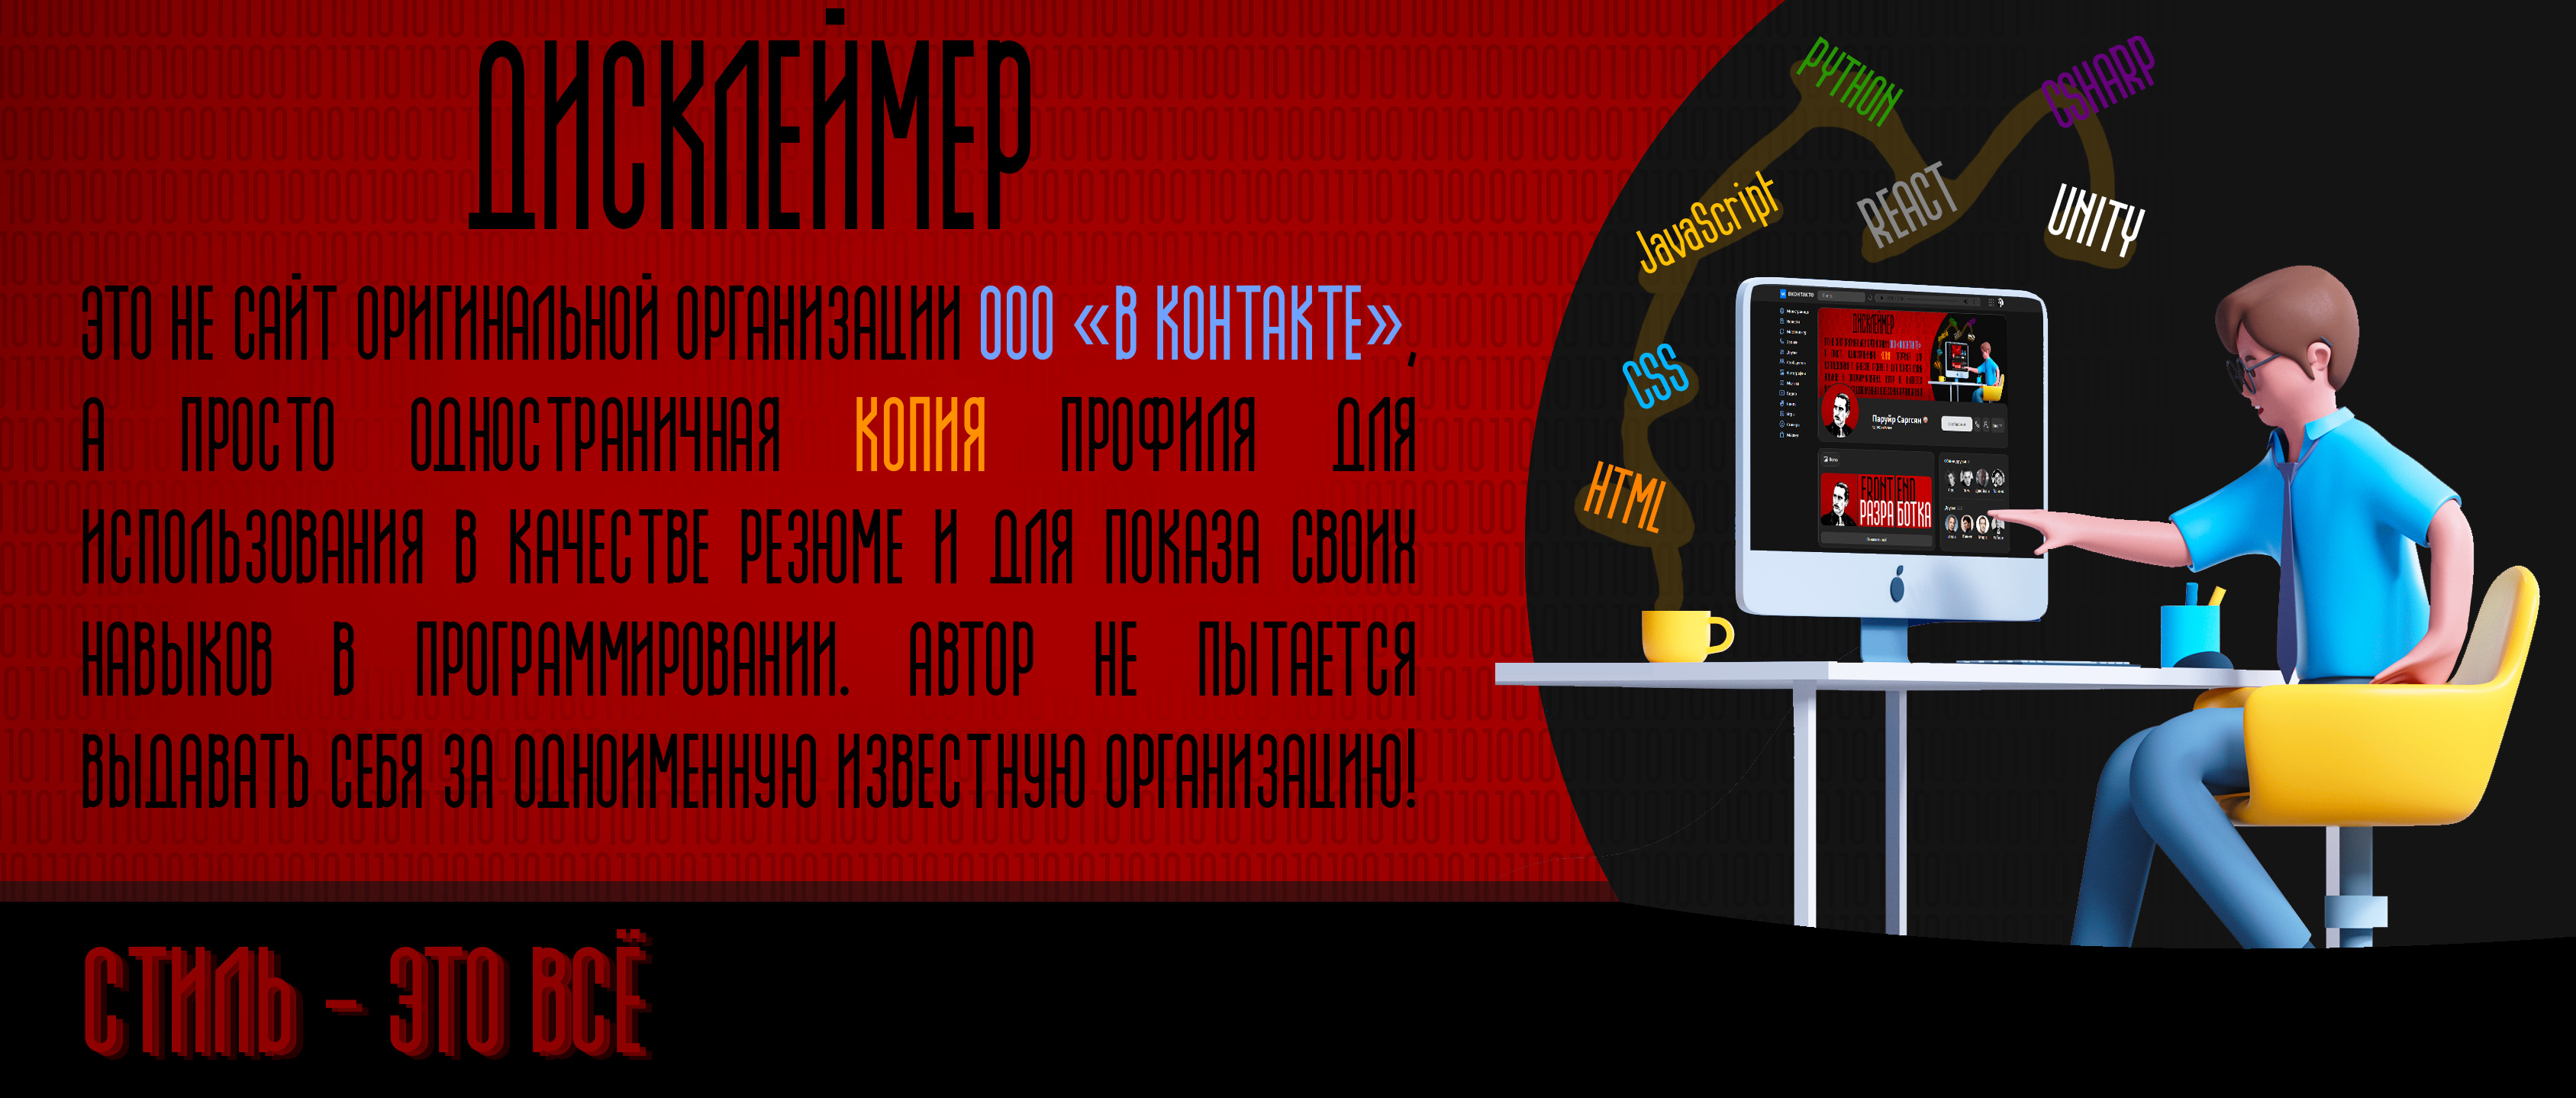 ДИСКЛЕЙМЕР
ЭТО НЕ САЙТ ОРИГИНАЛЬНОЙ ОРГАНИЗАЦИИ ООО «В КОНТАКТЕ»,
А ПРОСТО ОДНОСТРАНИЧНАЯ КОПИЯ ПРОФИЛЯ ДЛЯ
ИСПОЛЬЗОВАНИЯ В КАЧЕСТВЕ РЕЗЮМЕ И ДЛЯ ПОКАЗА СВОИХ
НАВЫКОВ В ПРОГРАММИРОВАНИИ. АВТОР НЕ ПЫТАЕТСЯ
ВЫДАВАТЬ СЕБЯ ЗА ОДНОИМЕННУЮ ИЗВЕСТНУЮ ОРГАНИЗАЦИЮ!
СТИЛЬ - ЭТО ВСЁ
PYTHON
CSHARP
JavaScript
REACT
UNITY
CSS
HTML
ВКОНТАКТЕ
ДИСКЛЕЙМЕР
Паруйр Саргсян
FRONTEND
РАЗРА БОТКА